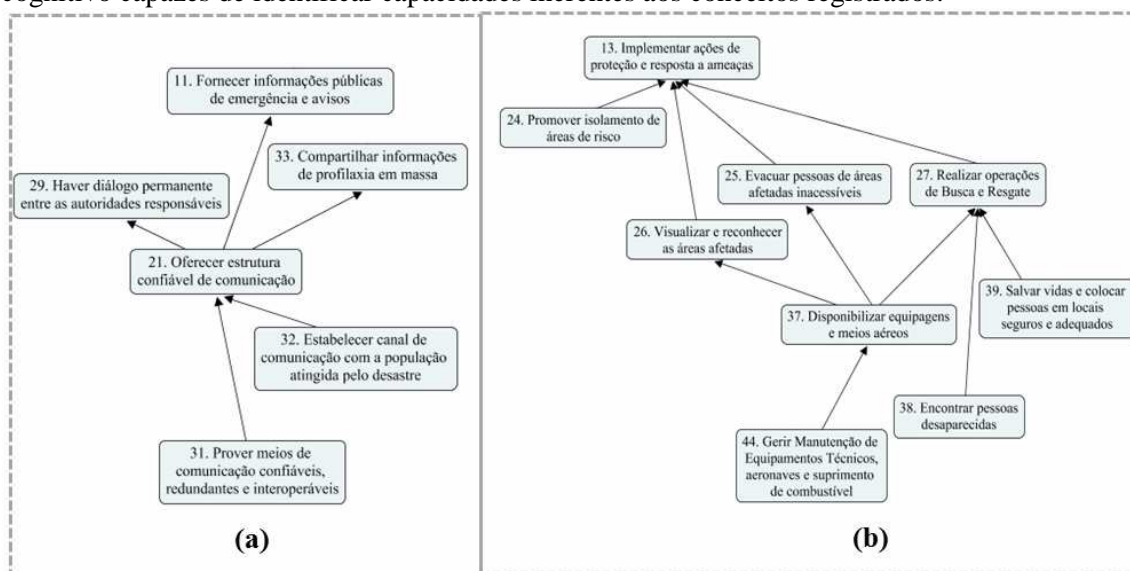 cognitivo capazes de identificar capacidades inerentes aos conceitos registrados.
11. Fornecer informações públicas
de emergência e avisos
33. Compartilhar informações
de profilaxia em massa
29. Haver diálogo permanente
entre as autoridades responsáveis
21. Oferecer estrutura
confiável de comunicação
32. Estabelecer canal de
comunicação com a população
atingida pelo desastre
31. Prover meios de
comunicação confiáveis,
redundantes e interoperáveis
(a)
13. Implementar ações de
proteção e resposta a ameaças
24. Promover isolamento de
áreas de risco
25. Evacuar pessoas de áreas
afetadas inacessíveis
27. Realizar operações
de Busca e Resgate
26. Visualizar e reconhecer
as áreas afetadas
39. Salvar vidas e colocar
pessoas em locais
seguros e adequados
37. Disponibilizar equipagens
e meios aéreos
38. Encontrar pessoas
desaparecidas
44. Gerir Manutenção de
Equipamentos Técnicos,
aeronaves e suprimento
de combustível
(b)